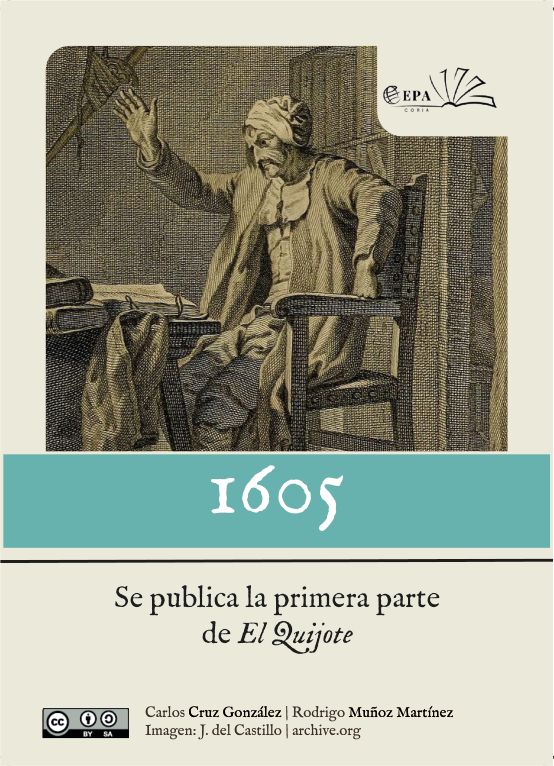 EPA
CORIA
1605
Se publica la primera parte
de El Quijote
Carlos Cruz González | Rodrigo Muñoz Martínez
Imagen: J. del Castillo | archive.org
cc
BY SA